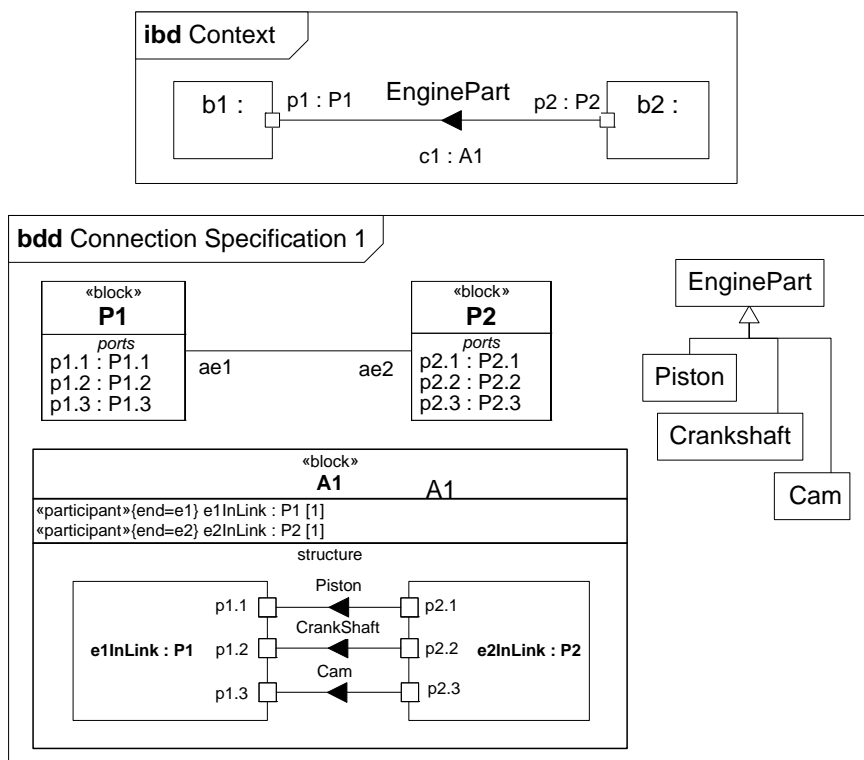 ibd Context
b1 :
p1 : P1
EnginePart
p2 : P2
b2 :
c1 : A1
bdd Connection Specification 1
«block»
P1
ports
p1.1 : P1.1
p1.2 : P1.2
p1.3 : P1.3
ae1
ae2
«block»
P2
ports
p2.1 : P2.1
p2.2 : P2.2
p2.3 : P2.3
EnginePart
Piston
Crankshaft
Cam
«block»
A1
A1
«participant»{end=e1} e1InLink : P1 [1]
«participant»{end=e2} e2InLink : P2 [1]
structure
e1InLink : P1
p1.1
Piston
p2.1
p1.2
CrankShaft
p2.2
p1.3
Cam
p2.3
e2InLink : P2